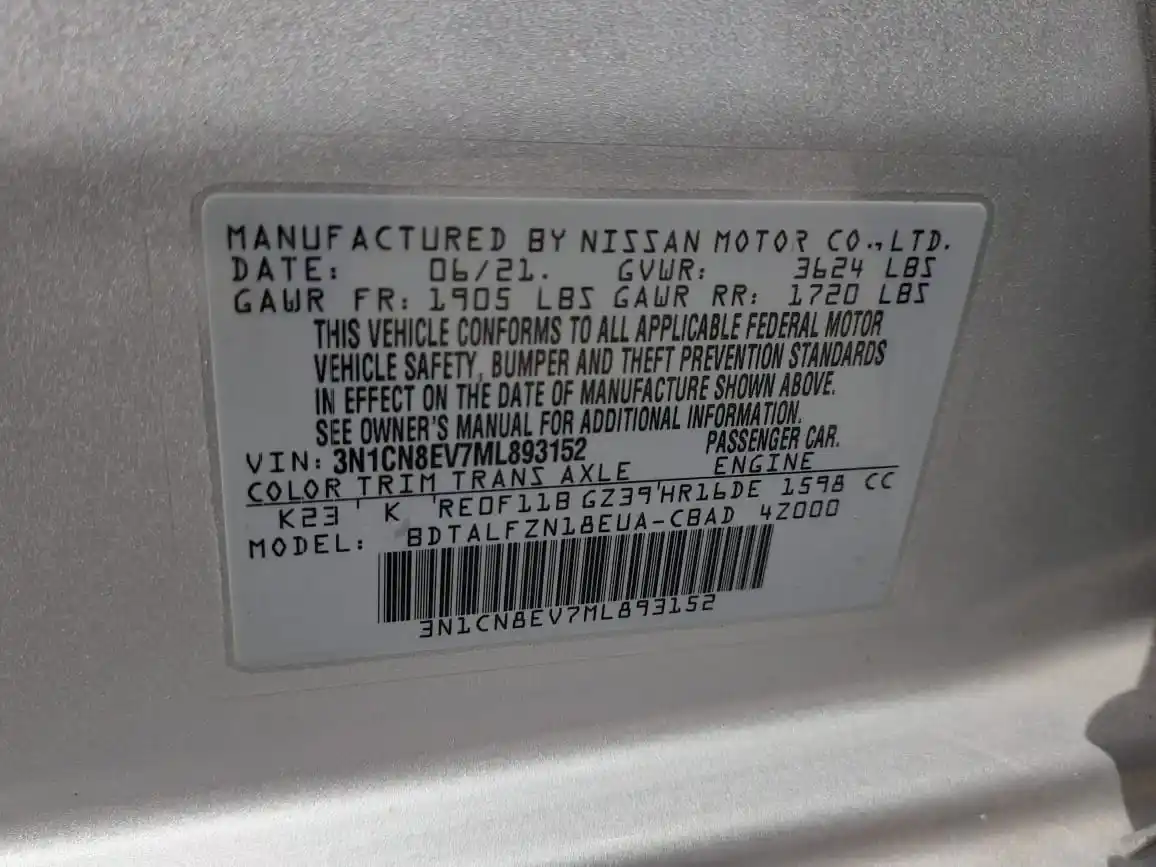 MANUFACTURED BY NISSAN MOTOR CO.,LTD.
DATE: 06/21. GVWR: 3624 LBS
GAWR FR: 1905 LBS GAWR RR: 1720 LBS
THIS VEHICLE CONFORMS TO ALL APPLICABLE FEDERAL MOTOR
VEHICLE SAFETY, BUMPER AND THEFT PREVENTION STANDARDS
IN EFFECT ON THE DATE OF MANUFACTURE SHOWN ABOVE.
SEE OWNER'S MANUAL FOR ADDITIONAL INFORMATION.
VIN: 3N1CN8EV7ML893152 PASSENGER CAR.
COLOR TRIM TRANS AXLE ENGINE
K23 ' K 'RE0F11B GZ39'HR16DE 1598 CC
MODEL: BDTALFZN18EUA-CBAD 4Z000
3N1CN8EV7ML893152